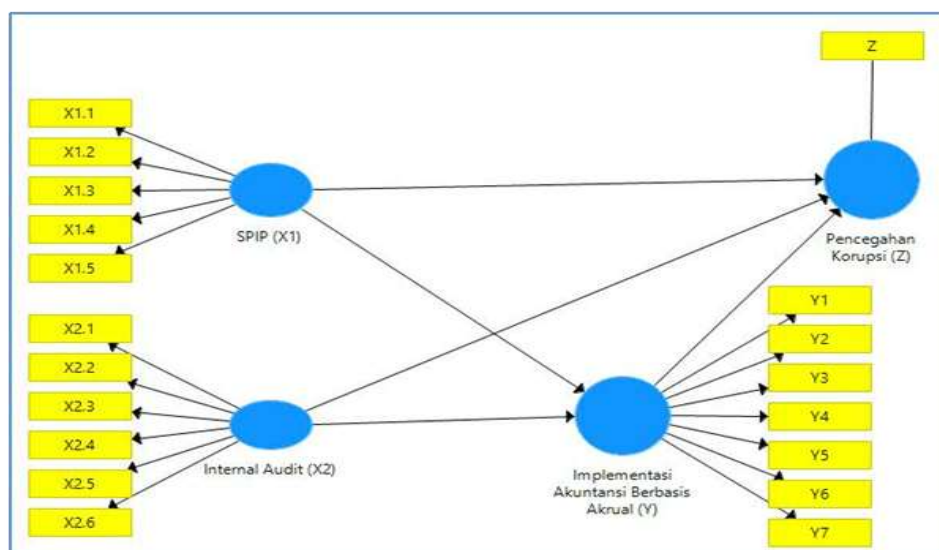 Z
X1.1
X1.2
X1.3
X1.4
X1.5
SPIP (X1)
Pencegahan
Korupsi (Z)
X2.1
X2.2
X2.3
X2.4
X2.5
X2.6
Internal Audit (X2)
Implementasi
Akuntansi Berbasis
Akrual (Y)
Y1
Y2
Y3
Y4
Y5
Y6
Y7